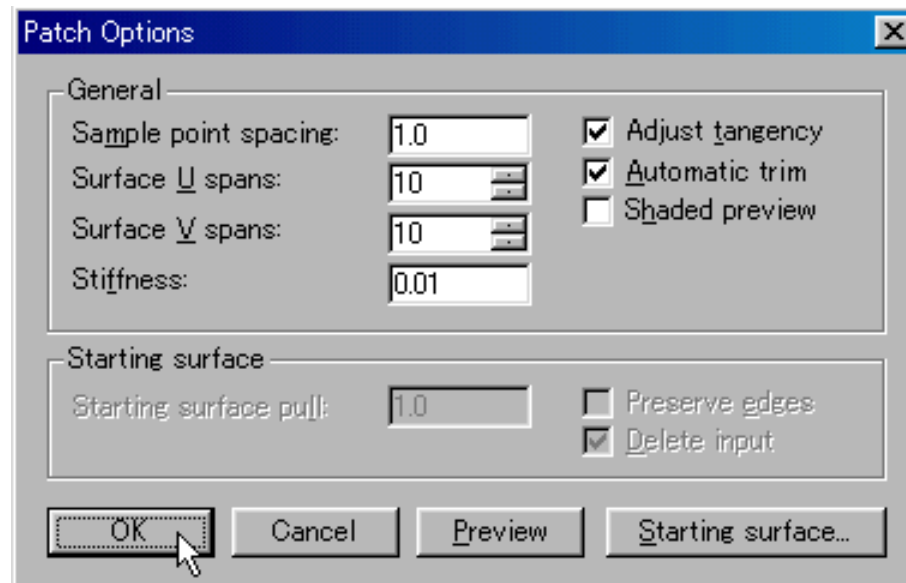 Patch Options
General
Sample point spacing: 1.0
Adjust tangency
Surface U spans: 10
Automatic trim
Shaded preview
Surface V spans: 10
Stiffness: 0.01
Starting surface
Starting surface pull: 1.0
Preserve edges
Delete input
OK Cancel Preview Starting surface...